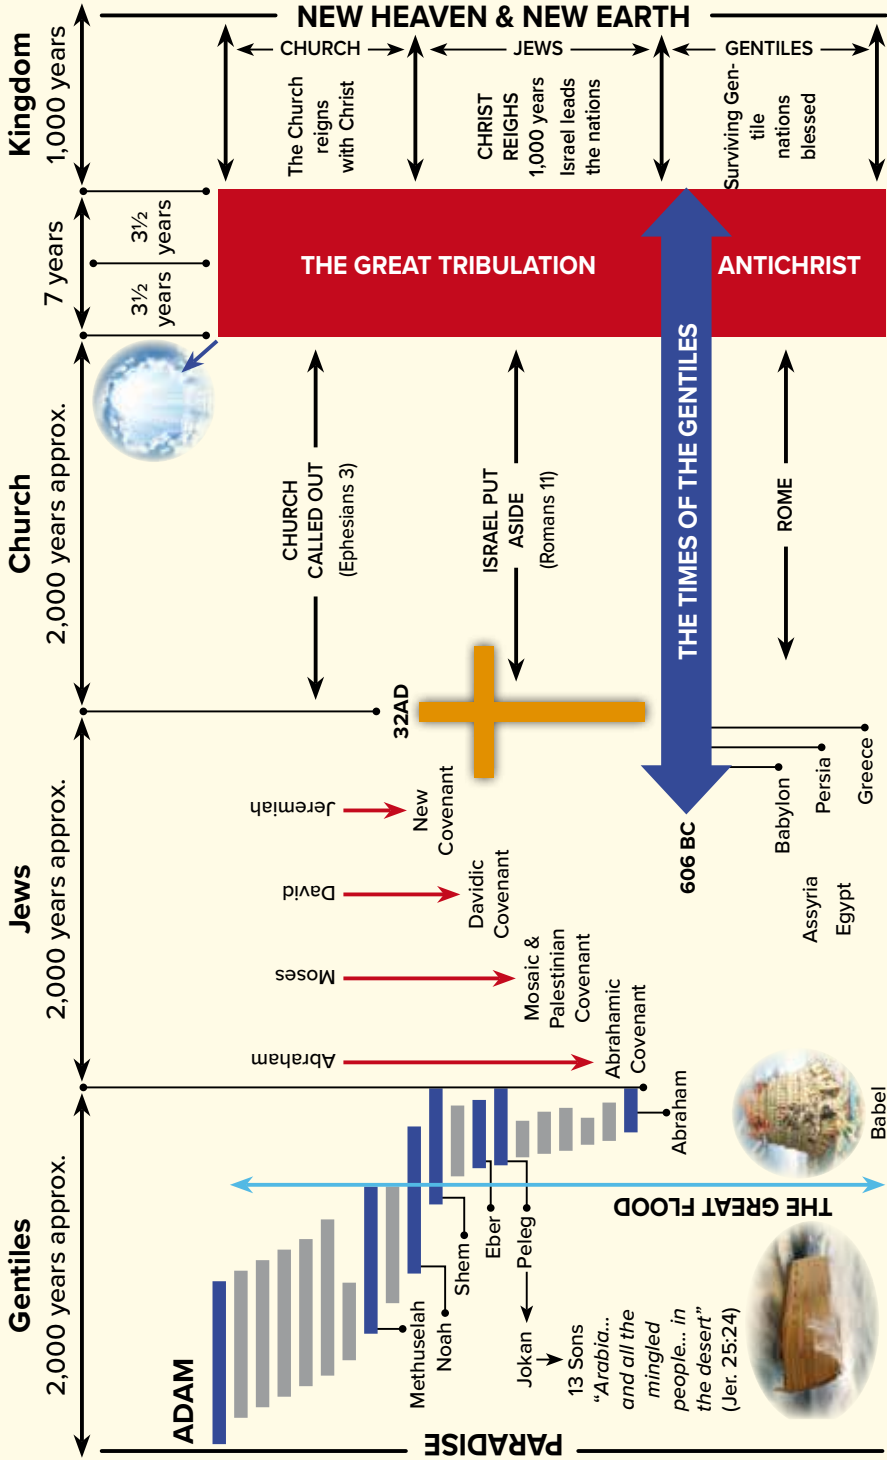 Gentiles
2,000 years approx.
Jews
2,000 years approx.
Church
2,000 years approx.
7 years
3½
years
3½
years
Kingdom
1,000 years
PARADISE
ADAM
Methuselah
Noah
Shem
Eber
Peleg
Jokan
13 Sons
“Arabia...
and all the
mingled
people... in
the desert”
(Jer. 25:24)
THE GREAT FLOOD
Abraham
Babel
Abraham
Abrahamic
Covenant
Moses
Mosaic &
Palestinian
Covenant
David
Davidic
Covenant
Jeremiah
New
Covenant
32AD
606 BC
THE TIMES OF THE GENTILES
Assyria
Egypt
Babylon
Persia
Greece
ROME
CHURCH
CALLED OUT
(Ephesians 3)
ISRAEL PUT
ASIDE
(Romans 11)
THE GREAT TRIBULATION
ANTICHRIST
CHURCH
The Church
reigns
with Christ
JEWS
CHRIST
REIGHS
1,000 years
Israel leads
the nations
GENTILES
Surviving Gen-
tile
nations
blessed
NEW HEAVEN & NEW EARTH